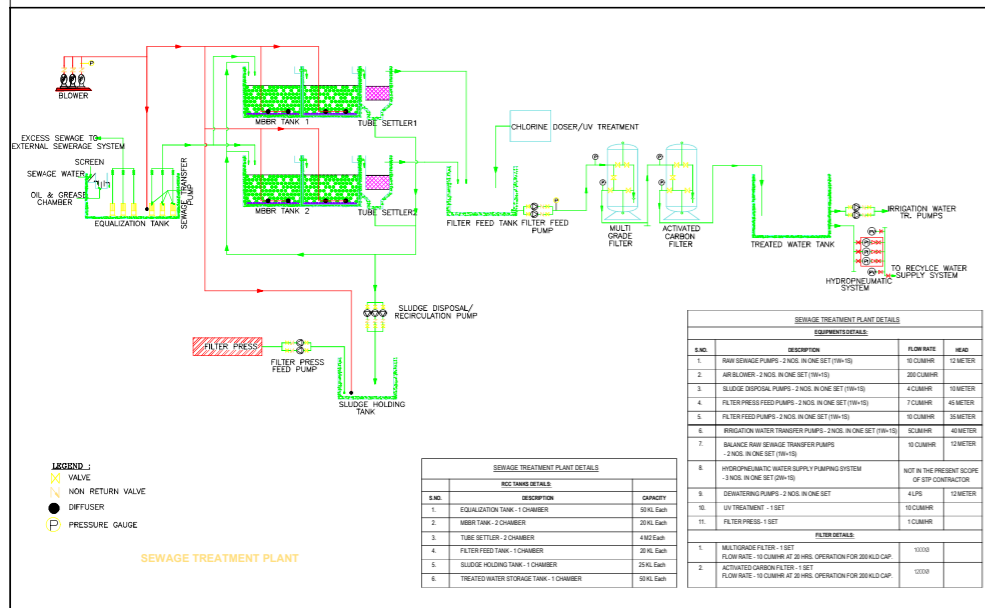 P
BLOWER
EXCESS SEWAGE TO
EXTERNAL SEWERAGE SYSTEM
SCREEN
SEWAGE WATER
OIL & GREASE
CHAMBER
EQUALIZATION TANK
SEWAGE TRANSFER
PUMP
MBBR TANK 1
TUBE SETTLER1
MBBR TANK 2
TUBE SETTLER2
CHLORINE DOSER/UV TREATMENT
FILTER FEED TANK
FILTER FEED
PUMP
P
P
P
P
MULTI
GRADE
FILTER
ACTIVATED
CARBON
FILTER
TREATED WATER TANK
IRRIGATION WATER
TR. PUMPS
TO RECYLCE WATER
SUPPLY SYSTEM
HYDROPNEUMATIC
SYSTEM
SLUDGE DISPOSAL/
RECIRCULATION PUMP
FILTER PRESS
FILTER PRESS
FEED PUMP
SLUDGE HOLDING
TANK
LEGEND :
VALVE
NON RETURN VALVE
DIFFUSER
P PRESSURE GAUGE
SEWAGE TREATMENT PLANT
SEWAGE TREATMENT PLANT DETAILS
RCC TANKS DETAILS:
S.NO. DESCRIPTION CAPACITY
1. EQUALIZATION TANK - 1 CHAMBER 50 KL Each
2. MBBR TANK - 2 CHAMBER 20 KL Each
3. TUBE SETTLER - 2 CHAMBER 4 M2 Each
4. FILTER FEED TANK - 1 CHAMBER 20 KL Each
5. SLUDGE HOLDING TANK - 1 CHAMBER 25 KL Each
6. TREATED WATER STORAGE TANK - 1 CHAMBER 50 KL Each
SEWAGE TREATMENT PLANT DETAILS
EQUIPMENTS DETAILS:
S.NO. DESCRIPTION FLOW RATE HEAD
1. RAW SEWAGE PUMPS - 2 NOS. IN ONE SET (1W+1S) 10 CUM/HR 12 METER
2. AIR BLOWER - 2 NOS. IN ONE SET (1W+1S) 200 CUM/HR
3. SLUDGE DISPOSAL PUMPS - 2 NOS. IN ONE SET (1W+1S) 4 CUM/HR 10 METER
4. FILTER PRESS FEED PUMPS - 2 NOS. IN ONE SET (1W+1S) 7 CUM/HR 45 METER
5. FILTER FEED PUMPS - 2 NOS. IN ONE SET (1W+1S) 10 CUM/HR 35 METER
6. IRRIGATION WATER TRANSFER PUMPS - 2 NOS. IN ONE SET (1W+1S) 5CUM/HR 40 METER
7. BALANCE RAW SEWAGE TRANSFER PUMPS 10 CUM/HR 12 METER
- 2 NOS. IN ONE SET (1W+1S)
8. HYDROPNEUMATIC WATER SUPPLY PUMPING SYSTEM NOT IN THE PRESENT SCOPE
- 3 NOS. IN ONE SET (2W+1S) OF STP CONTRACTOR
9. DEWATERING PUMPS - 2 NOS. IN ONE SET 4 LPS 12 METER
10. UV TREATMENT - 1 SET 10 CUM/HR
11. FILTER PRESS- 1 SET 1 CUM/HR
FILTER DETAILS:
1. MULTIGRADE FILTER - 1 SET 1000Ø
FLOW RATE - 10 CUM/HR AT 20 HRS. OPERATION FOR 200 KLD CAP.
2. ACTIVATED CARBON FILTER - 1 SET 1200Ø
FLOW RATE - 10 CUM/HR AT 20 HRS. OPERATION FOR 200 KLD CAP.